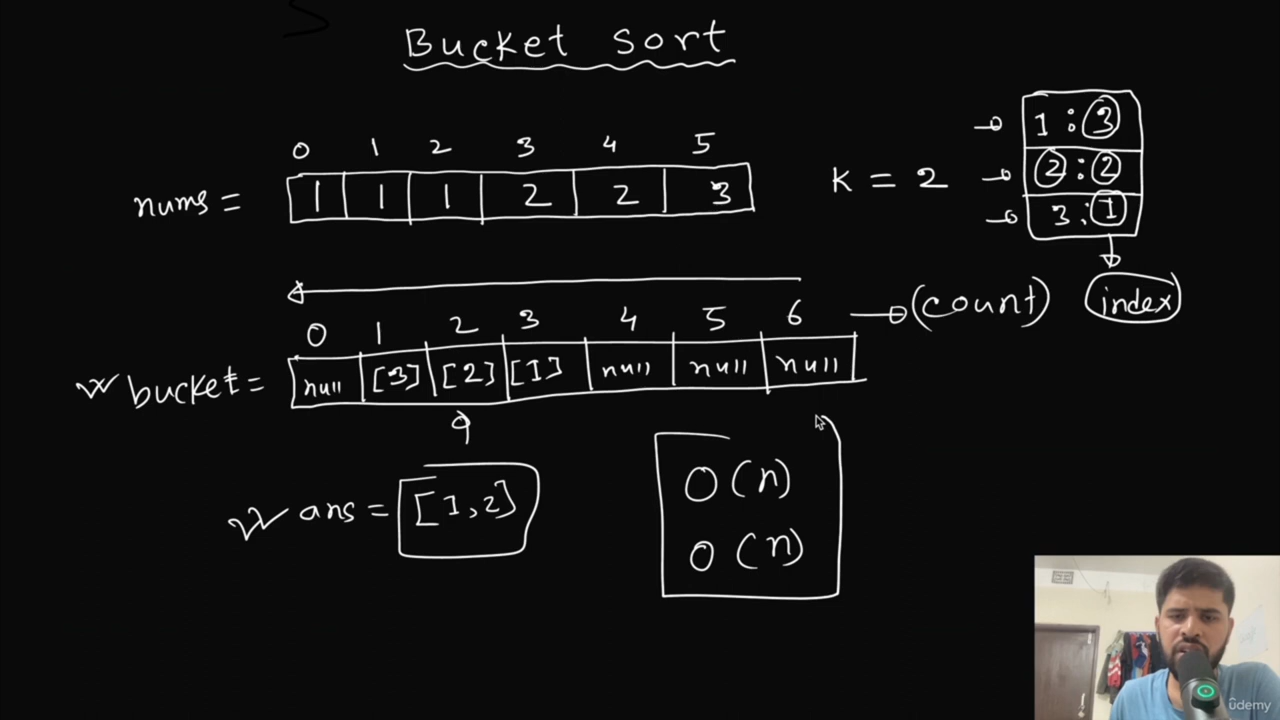 Bucket sort
0 1 2 3 4 5
nums = 1 1 1 2 2 3
K = 2
1 : 3
2 : 2
3 : 1
index
0 1 2 3 4 5 6 (count)
bucket = null [3] [2] [1] null null null
ans = [1,2]
O(n)
O(n)
ûdemy